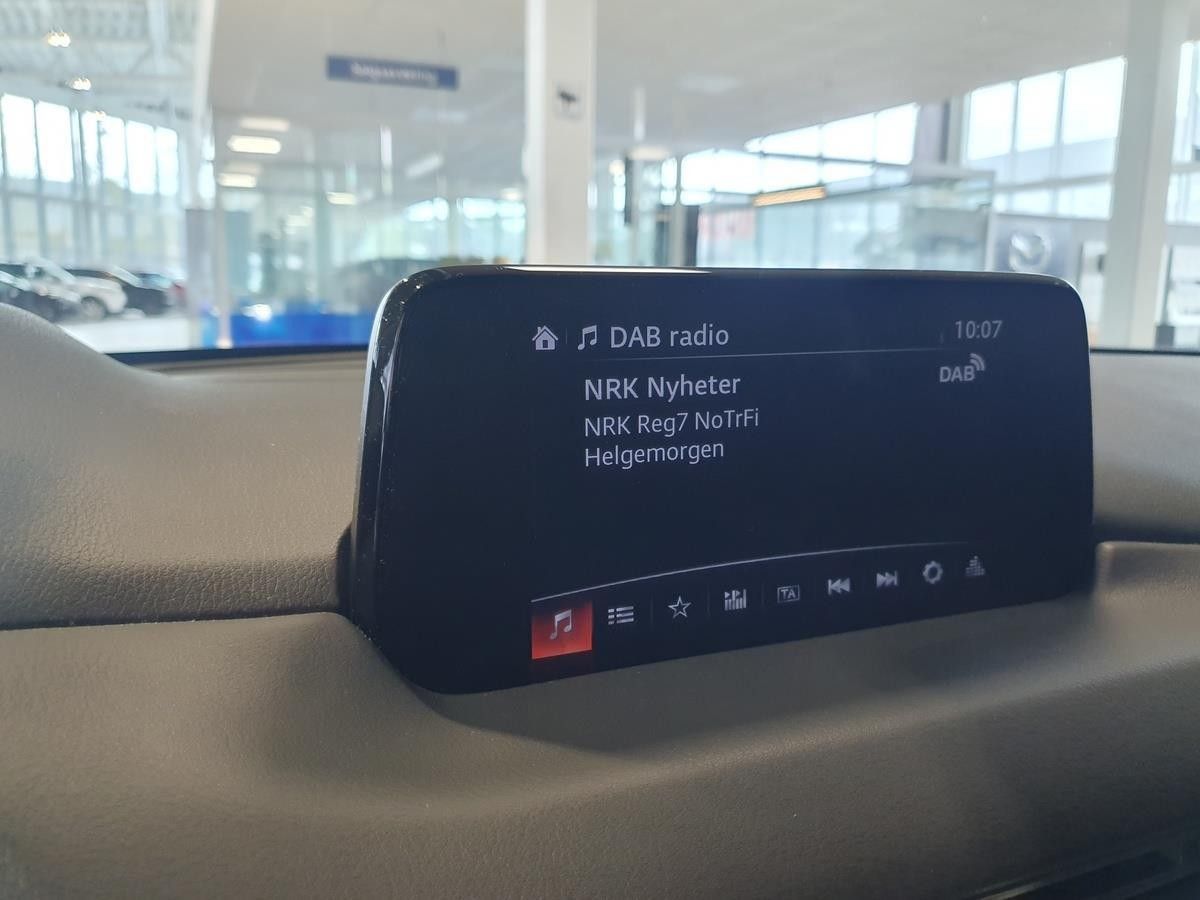 DAB radio
10:07
DAB
NRK Nyheter
NRK Reg7 NoTrFi
Helgemorgen
TA